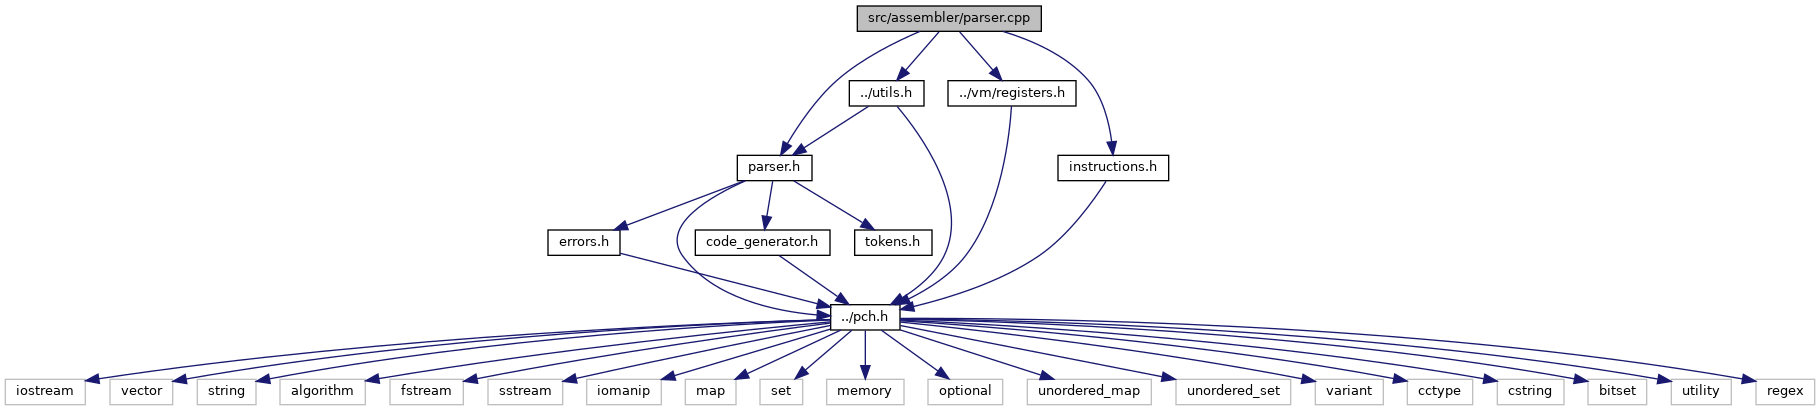 src/assembler/parser.cpp
../utils.h
../vm/registers.h
parser.h
instructions.h
errors.h
code_generator.h
tokens.h
../pch.h
iostream
vector
string
algorithm
fstream
sstream
iomanip
map
set
memory
optional
unordered_map
unordered_set
variant
cctype
cstring
bitset
utility
regex